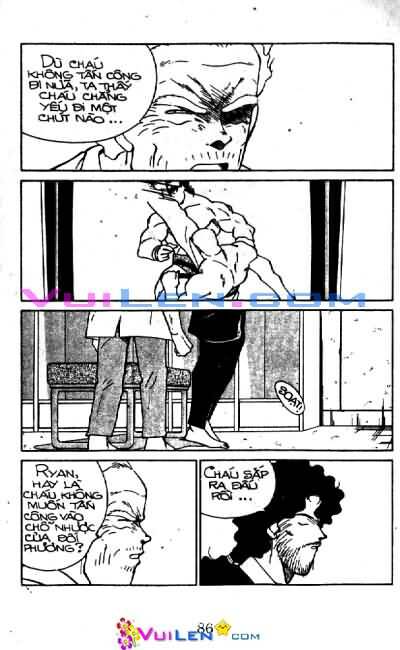 DÙ CHÁU
KHÔNG TẤN CÔNG
ĐI NỮA, TA THẤY
CHÁU CHẲNG
YẾU ĐI MỘT
CHÚT NÀO ...
VUILEN.COM
SOẠT!
RYAN,
HAY LÀ
CHÁU KHÔNG
MUỐN TẤN
CÔNG VÀO
CHỖ NHƯỢC
CỦA ĐỐI
PHƯƠNG?
CHÁU SẮP
RA ĐẤU
RỒI ...
86
VUILEN.COM